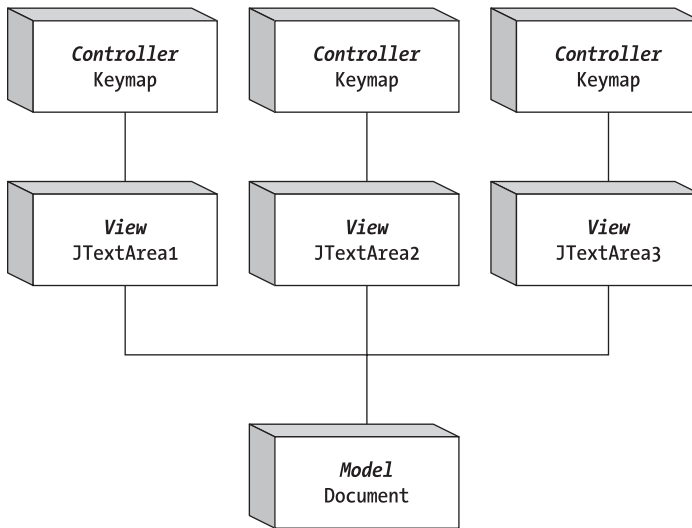 Controller
Keymap
Controller
Keymap
Controller
Keymap
View
JTextArea1
View
JTextArea2
View
JTextArea3
Model
Document